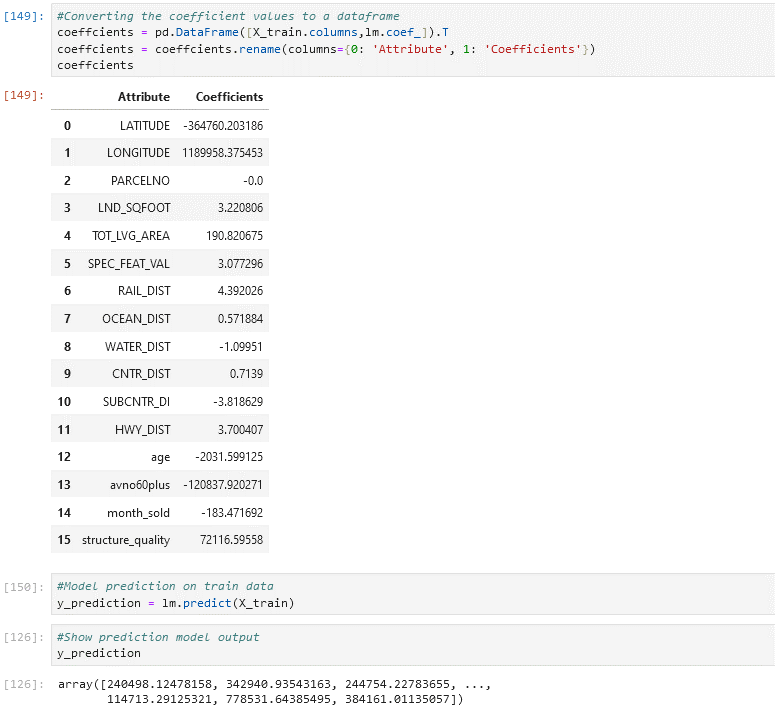 [149]: #Converting the coefficient values to a dataframe
coeffcients = pd.DataFrame([X_train.columns,lm.coef_]).T
coeffcients = coeffcients.rename(columns={0: 'Attribute', 1: 'Coefficients'})
coeffcients
[149]: Attribute Coefficients
0 LATITUDE -364760.203186
1 LONGITUDE 1189958.375453
2 PARCELNO -0.0
3 LND_SQFOOT 3.220806
4 TOT_LVG_AREA 190.820675
5 SPEC_FEAT_VAL 3.077296
6 RAIL_DIST 4.392026
7 OCEAN_DIST 0.571884
8 WATER_DIST -1.09951
9 CNTR_DIST 0.7139
10 SUBCNTR_DI -3.818629
11 HWY_DIST 3.700407
12 age -2031.599125
13 avno60plus -120837.920271
14 month_sold -183.471692
15 structure_quality 72116.59558
[150]: #Model prediction on train data
y_prediction = lm.predict(X_train)
[126]: #Show prediction model output
y_prediction
[126]: array([240498.12478158, 342940.93543163, 244754.22783655, ...,
114713.29125321, 778531.64385495, 384161.01135057])